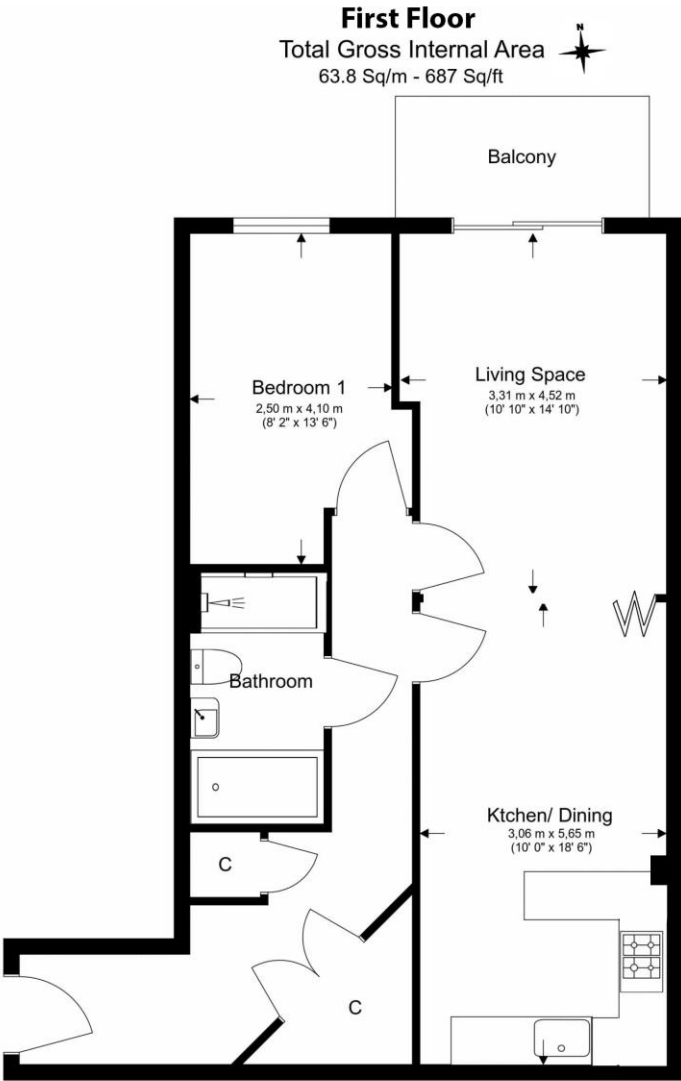 First Floor
Total Gross Internal Area
63.8 Sq/m - 687 Sq/ft
N
Balcony
Bedroom 1
2,50 m x 4,10 m
(8' 2" x 13' 6")
Living Space
3,31 m x 4,52 m
(10' 10" x 14' 10")
Bathroom
Ktchen/ Dining
3,06 m x 5,65 m
(10' 0" x 18' 6")
C
C